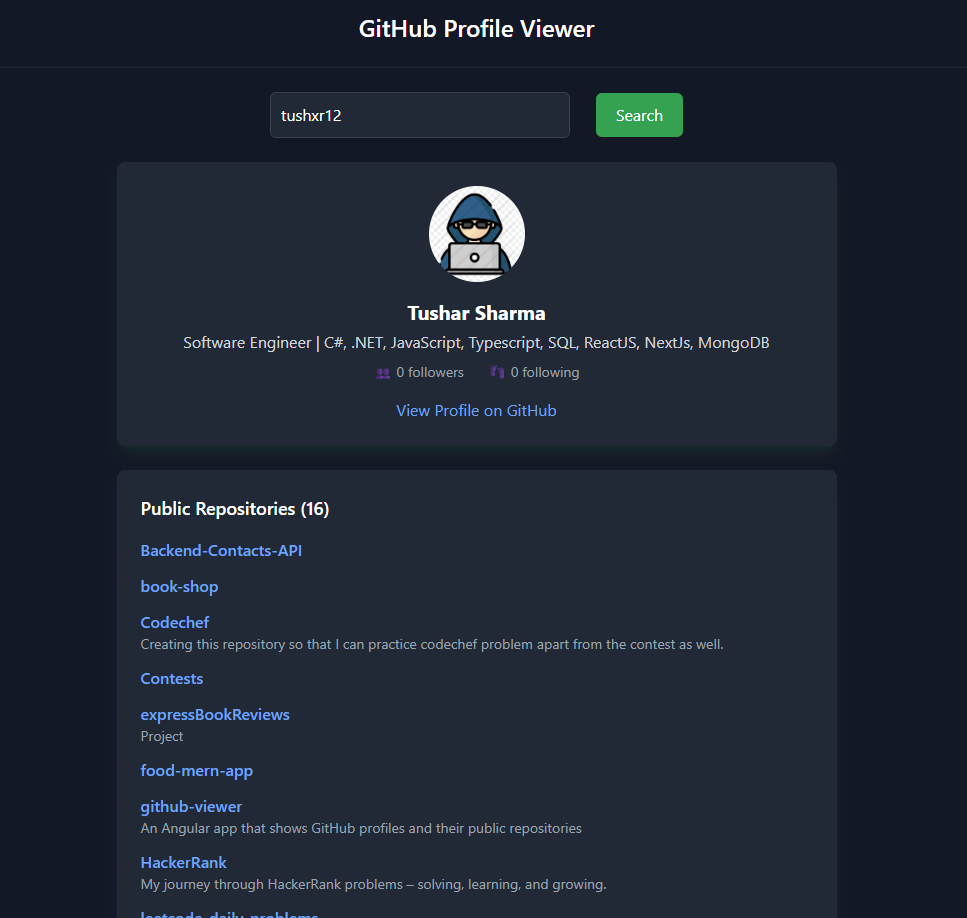 GitHub Profile Viewer
tushxr12
Search
Tushar Sharma
Software Engineer | C#, .NET, JavaScript, Typescript, SQL, ReactJS, NextJs, MongoDB
0 followers 0 following
View Profile on GitHub
Public Repositories (16)
Backend-Contacts-API
book-shop
Codechef
Creating this repository so that I can practice codechef problem apart from the contest as well.
Contests
expressBookReviews
Project
food-mern-app
github-viewer
An Angular app that shows GitHub profiles and their public repositories
HackerRank
My journey through HackerRank problems – solving, learning, and growing.
leetcode-daily-problems